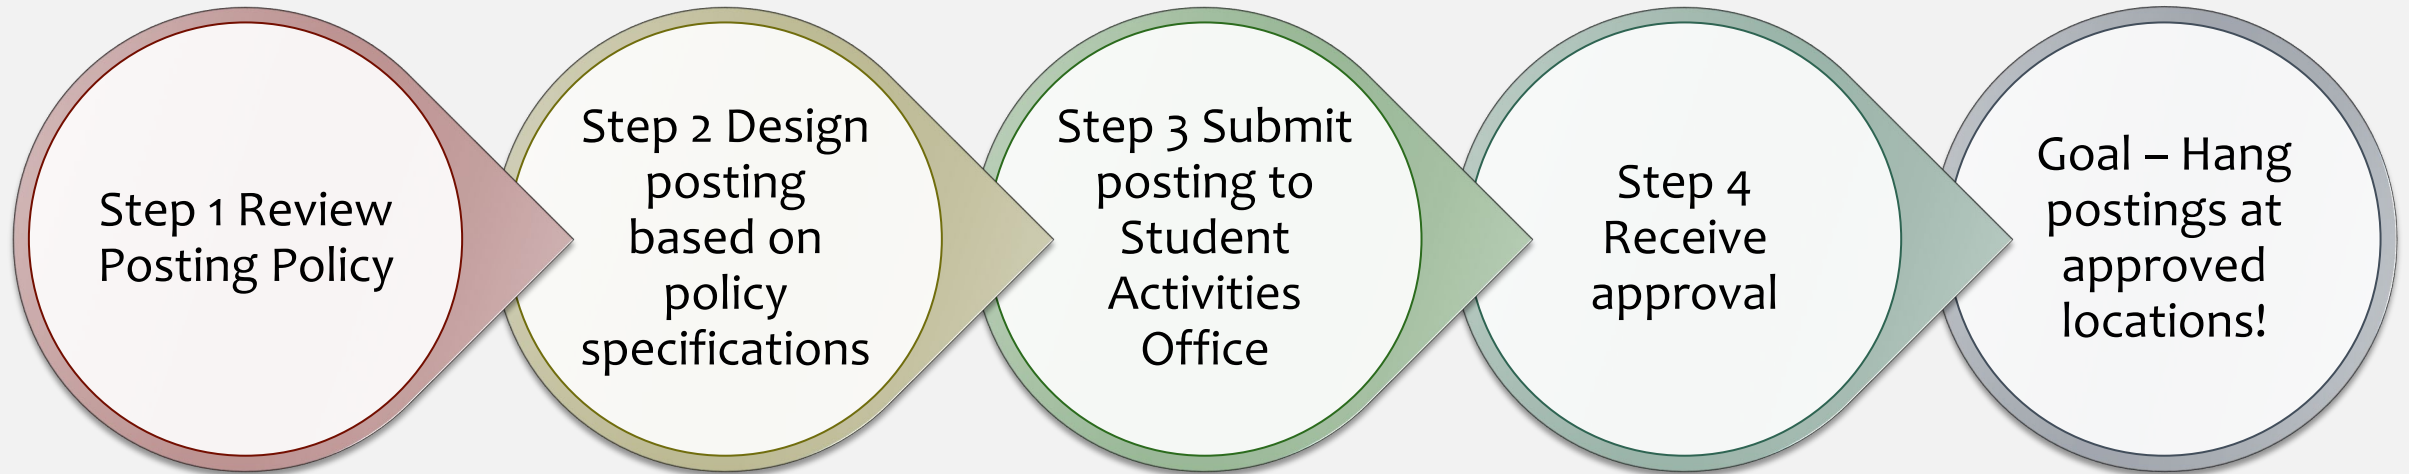 Step 1 Review
Posting Policy
Step 2 Design
posting
based on
policy
specifications
Step 3 Submit
posting to
Student
Activities
Office
Step 4
Receive
approval
Goal – Hang
postings at
approved
locations!